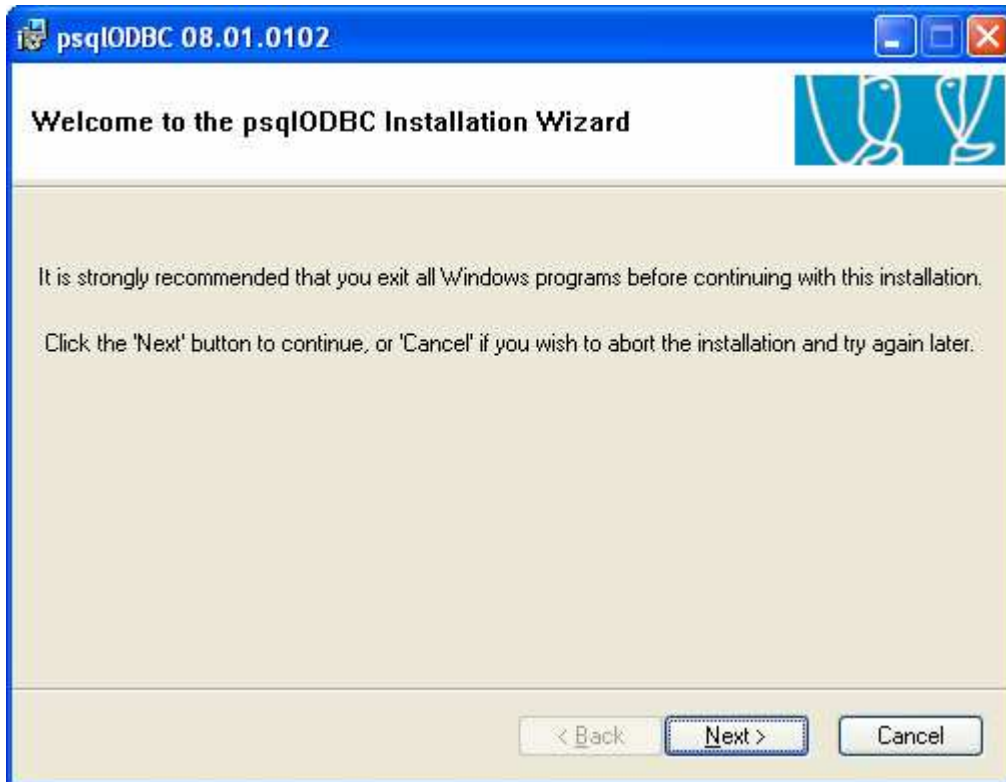 psqlODBC 08.01.0102
Welcome to the psqlODBC Installation Wizard
It is strongly recommended that you exit all Windows programs before continuing with this installation.
Click the 'Next' button to continue, or 'Cancel' if you wish to abort the installation and try again later.
< Back Next > Cancel